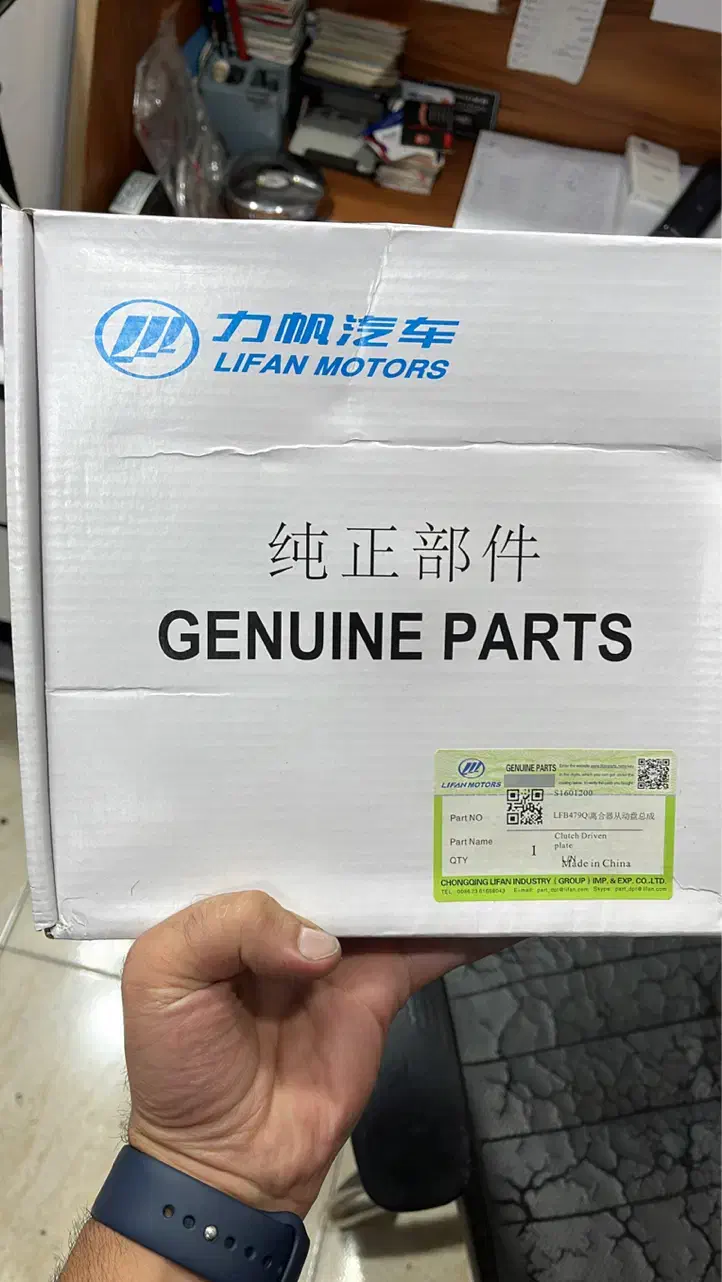 力帆汽车
LIFAN MOTORS
纯正部件
GENUINE PARTS
LIFAN MOTORS
GENUINE PARTS
S1601200
Part NO
LFB479Q离合器从动盘总成
Part Name
Clutch Driven
plate
QTY
1
U/N
Made in China
CHONGQING LIFAN INDUSTRY (GROUP) IMP. & EXP. CO.,LTD.